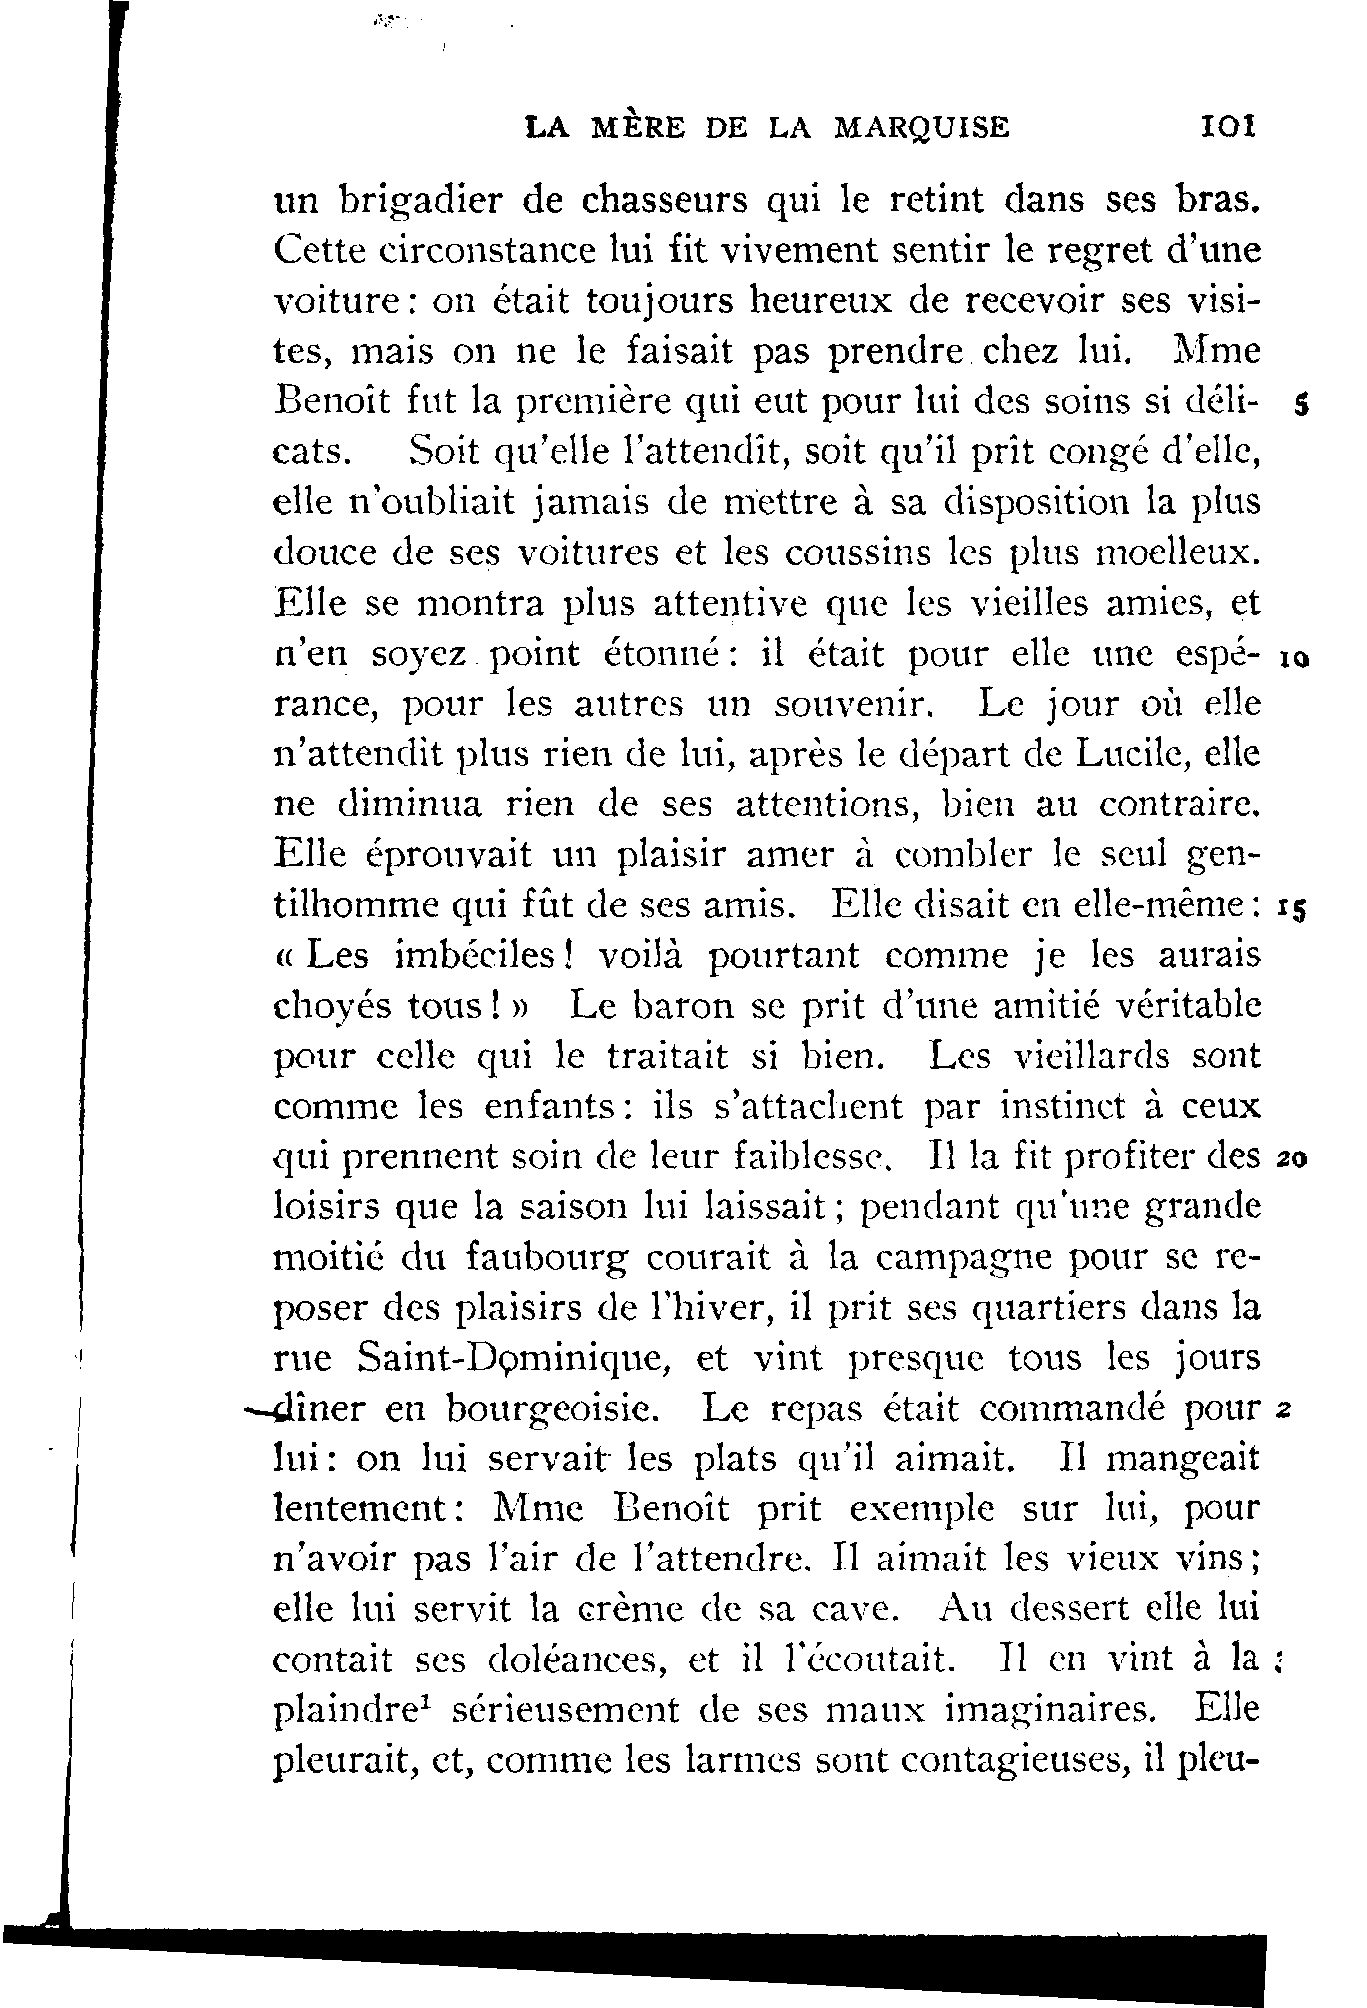 LA MÈRE DE LA MARQUISE 101
un brigadier de chasseurs qui le retint dans ses bras.
Cette circonstance lui fit vivement sentir le regret d'une
voiture : on était toujours heureux de recevoir ses visi-
tes, mais on ne le faisait pas prendre chez lui. Mme
Benoît fut la première qui eut pour lui des soins si déli- 5
cats. Soit qu'elle l'attendît, soit qu'il prît congé d'elle,
elle n'oubliait jamais de mettre à sa disposition la plus
douce de ses voitures et les coussins les plus moelleux.
Elle se montra plus attentive que les vieilles amies, et
n'en soyez point étonné : il était pour elle une espé- 10
rance, pour les autres un souvenir. Le jour où elle
n'attendit plus rien de lui, après le départ de Lucile, elle
ne diminua rien de ses attentions, bien au contraire.
Elle éprouvait un plaisir amer à combler le seul gen-
tilhomme qui fût de ses amis. Elle disait en elle-même : 15
« Les imbéciles ! voilà pourtant comme je les aurais
choyés tous ! » Le baron se prit d'une amitié véritable
pour celle qui le traitait si bien. Les vieillards sont
comme les enfants : ils s'attachent par instinct à ceux
qui prennent soin de leur faiblesse. Il la fit profiter des 20
loisirs que la saison lui laissait ; pendant qu'une grande
moitié du faubourg courait à la campagne pour se re-
poser des plaisirs de l'hiver, il prit ses quartiers dans la
rue Saint-Dominique, et vint presque tous les jours
dîner en bourgeoisie. Le repas était commandé pour 2
lui : on lui servait les plats qu'il aimait. Il mangeait
lentement : Mme Benoît prit exemple sur lui, pour
n'avoir pas l'air de l'attendre. Il aimait les vieux vins ;
elle lui servit la crème de sa cave. Au dessert elle lui
contait ses doléances, et il l'écoutait. Il en vint à la
plaindre¹ sérieusement de ses maux imaginaires. Elle
pleurait, et, comme les larmes sont contagieuses, il pleu-